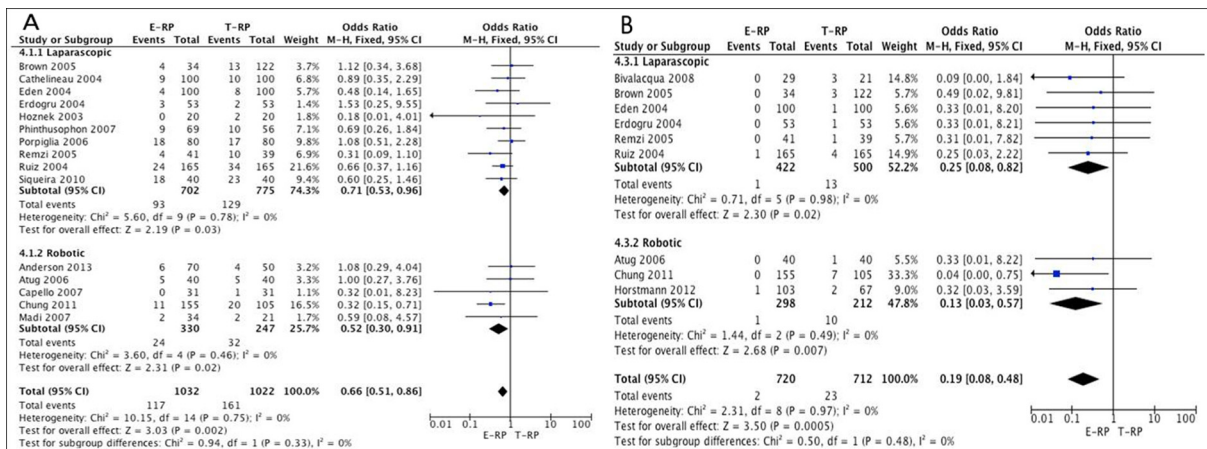 A
E-RP T-RP Odds Ratio Odds Ratio
Study or Subgroup Events Total Events Total Weight M-H, Fixed, 95% CI M-H, Fixed, 95% CI
4.1.1 Laparascopic
Brown 2005 4 34 13 122 3.7% 1.12 [0.34, 3.68]
Cathelineau 2004 9 100 10 100 6.8% 0.89 [0.35, 2.29]
Eden 2004 4 100 8 100 5.8% 0.48 [0.14, 1.65]
Erdogru 2004 3 53 2 53 1.4% 1.53 [0.25, 9.55]
Hoznek 2003 0 20 2 20 1.8% 0.18 [0.01, 4.01]
Phinthusophon 2007 9 69 10 56 7.1% 0.69 [0.26, 1.84]
Porpiglia 2006 18 80 17 80 9.8% 1.08 [0.51, 2.28]
Remzi 2005 4 41 10 39 6.9% 0.31 [0.09, 1.10]
Ruiz 2004 24 165 34 165 21.6% 0.66 [0.37, 1.16]
Siqueira 2010 18 40 23 40 9.4% 0.60 [0.25, 1.46]
Subtotal (95% CI) 702 775 74.3% 0.71 [0.53, 0.96]
Total events 93 129
Heterogeneity: Chi² = 5.60, df = 9 (P = 0.78); I² = 0%
Test for overall effect: Z = 2.19 (P = 0.03)
4.1.2 Robotic
Anderson 2013 6 70 4 50 3.2% 1.08 [0.29, 4.04]
Atug 2006 5 40 5 40 3.3% 1.00 [0.27, 3.76]
Capello 2007 0 31 1 31 1.1% 0.32 [0.01, 8.23]
Chung 2011 11 155 20 105 16.5% 0.32 [0.15, 0.71]
Madi 2007 2 34 2 21 1.7% 0.59 [0.08, 4.57]
Subtotal (95% CI) 330 247 25.7% 0.52 [0.30, 0.91]
Total events 24 32
Heterogeneity: Chi² = 3.60, df = 4 (P = 0.46); I² = 0%
Test for overall effect: Z = 2.31 (P = 0.02)
Total (95% CI) 1032 1022 100.0% 0.66 [0.51, 0.86]
Total events 117 161
Heterogeneity: Chi² = 10.15, df = 14 (P = 0.75); I² = 0%
Test for overall effect: Z = 3.03 (P = 0.002)
Test for subgroup differences: Chi² = 0.94, df = 1 (P = 0.33), I² = 0%
0.01 0.1 1 10 100
E-RP T-RP
B
E-RP T-RP Odds Ratio Odds Ratio
Study or Subgroup Events Total Events Total Weight M-H, Fixed, 95% CI M-H, Fixed, 95% CI
4.3.1 Laparascopic
Bivalacqua 2008 0 29 3 21 14.8% 0.09 [0.00, 1.84]
Brown 2005 0 34 3 122 5.7% 0.49 [0.02, 9.81]
Eden 2004 0 100 1 100 5.4% 0.33 [0.01, 8.20]
Erdogru 2004 0 53 1 53 5.4% 0.33 [0.01, 8.21]
Remzi 2005 0 41 1 39 5.6% 0.31 [0.01, 7.82]
Ruiz 2004 1 165 4 165 14.9% 0.25 [0.03, 2.22]
Subtotal (95% CI) 422 500 52.2% 0.25 [0.08, 0.82]
Total events 1 13
Heterogeneity: Chi² = 0.71, df = 5 (P = 0.98); I² = 0%
Test for overall effect: Z = 2.30 (P = 0.02)
4.3.2 Robotic
Atug 2006 0 40 1 40 5.5% 0.33 [0.01, 8.22]
Chung 2011 0 155 7 105 33.3% 0.04 [0.00, 0.75]
Horstmann 2012 1 103 2 67 9.0% 0.32 [0.03, 3.59]
Subtotal (95% CI) 298 212 47.8% 0.13 [0.03, 0.57]
Total events 1 10
Heterogeneity: Chi² = 1.44, df = 2 (P = 0.49); I² = 0%
Test for overall effect: Z = 2.68 (P = 0.007)
Total (95% CI) 720 712 100.0% 0.19 [0.08, 0.48]
Total events 2 23
Heterogeneity: Chi² = 2.31, df = 8 (P = 0.97); I² = 0%
Test for overall effect: Z = 3.50 (P = 0.0005)
Test for subgroup differences: Chi² = 0.50, df = 1 (P = 0.48), I² = 0%
0.01 0.1 1 10 100
E-RP T-RP